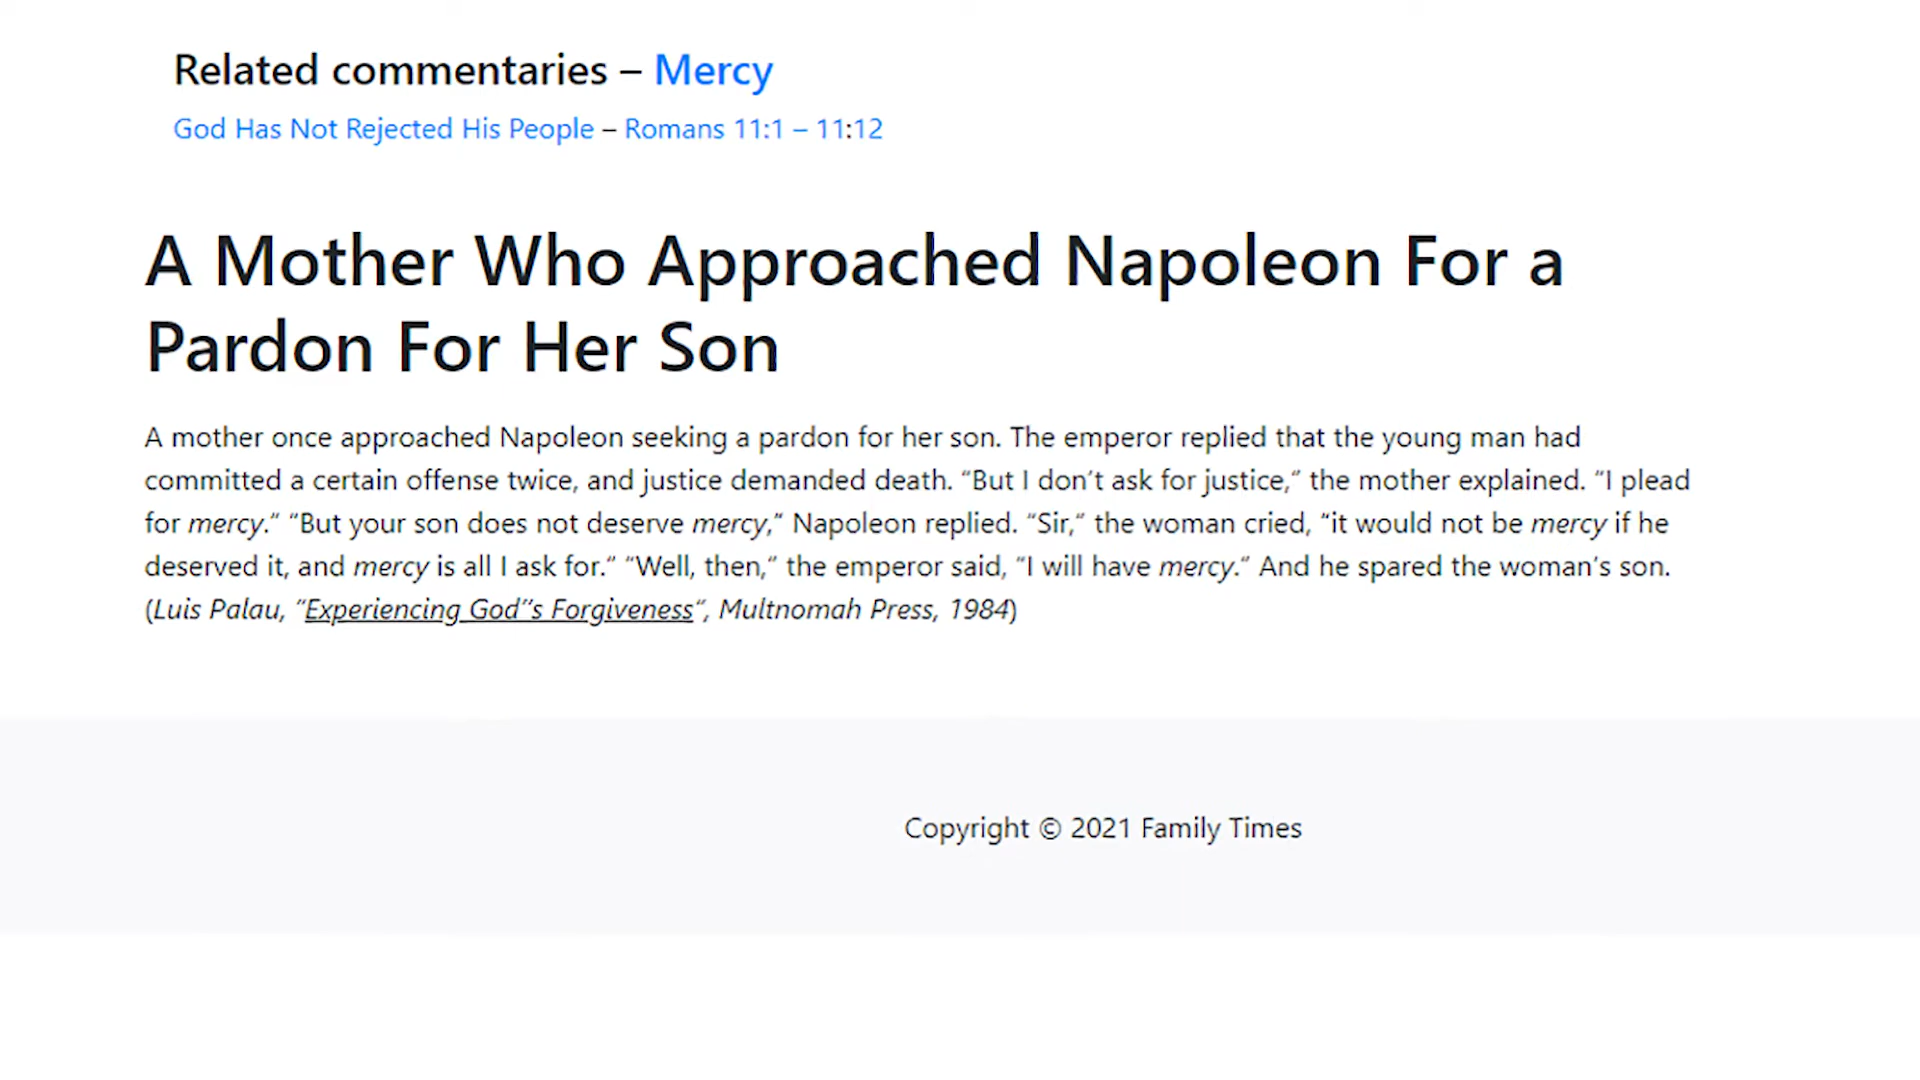 Related commentaries – Mercy
God Has Not Rejected His People – Romans 11:1 – 11:12
A Mother Who Approached Napoleon For a
Pardon For Her Son
A mother once approached Napoleon seeking a pardon for her son. The emperor replied that the young man had
committed a certain offense twice, and justice demanded death. “But I don’t ask for justice,” the mother explained. “I plead
for mercy.” “But your son does not deserve mercy,” Napoleon replied. “Sir,” the woman cried, “it would not be mercy if he
deserved it, and mercy is all I ask for.” “Well, then,” the emperor said, “I will have mercy.” And he spared the woman’s son.
(Luis Palau, “Experiencing God”s Forgiveness“, Multnomah Press, 1984)
Copyright © 2021 Family Times